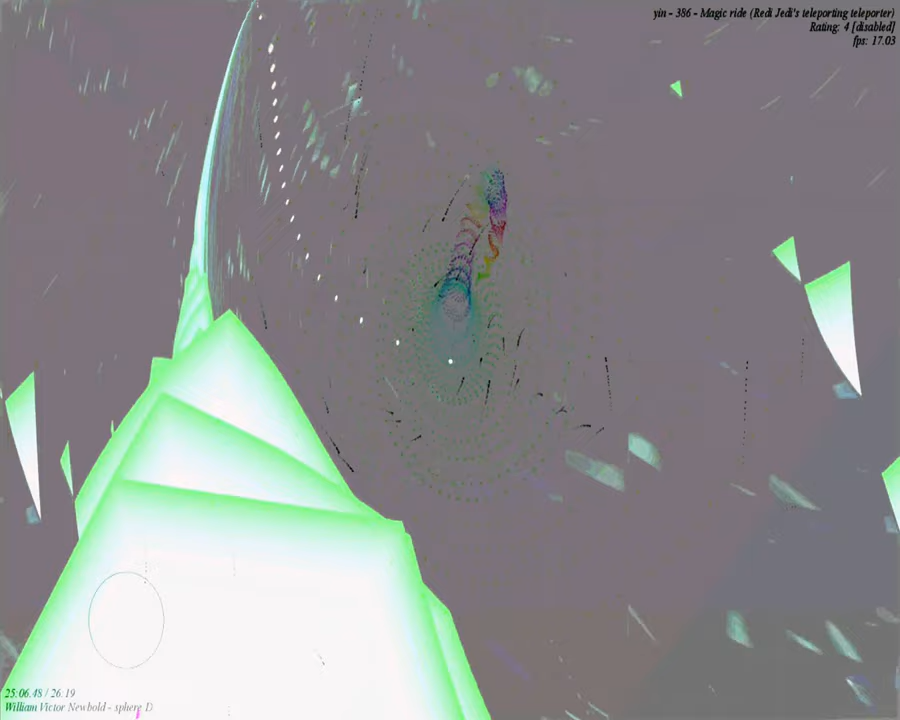 yin - 386 - Magic ride (Redi Jedi's teleporting teleporter)
Rating: 4 [disabled]
fps: 17.03
25:06.48 / 26.19
William Victor Newbold - sphere D